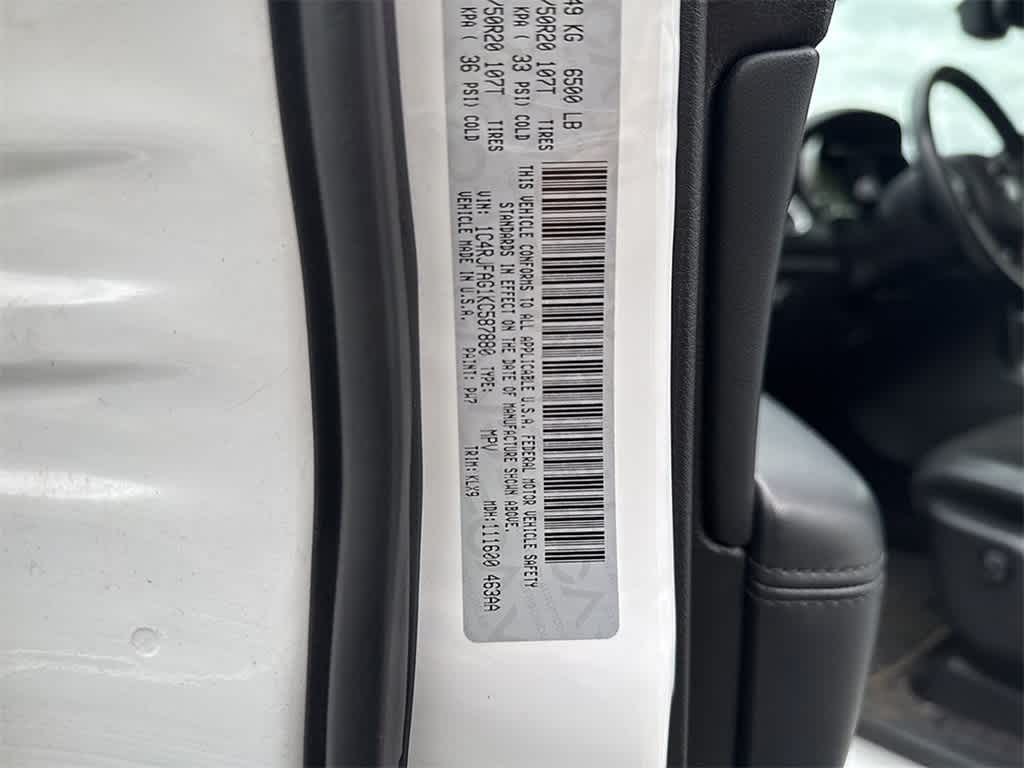 49 KG 6500 LB
/50R20 107T TIRES
KPA ( 33 PSI) COLD
/50R20 107T TIRES
KPA ( 36 PSI) COLD
THIS VEHICLE CONFORMS TO ALL APPLICABLE U.S.A. FEDERAL MOTOR VEHICLE SAFETY
STANDARDS IN EFFECT ON THE DATE OF MANUFACTURE SHOWN ABOVE.
VIN: 1C4RJFAG1KC587880 TYPE: MPV MDH:111600 463AA
VEHICLE MADE IN U.S.A. PAINT: PW7 TRIM:KLX9